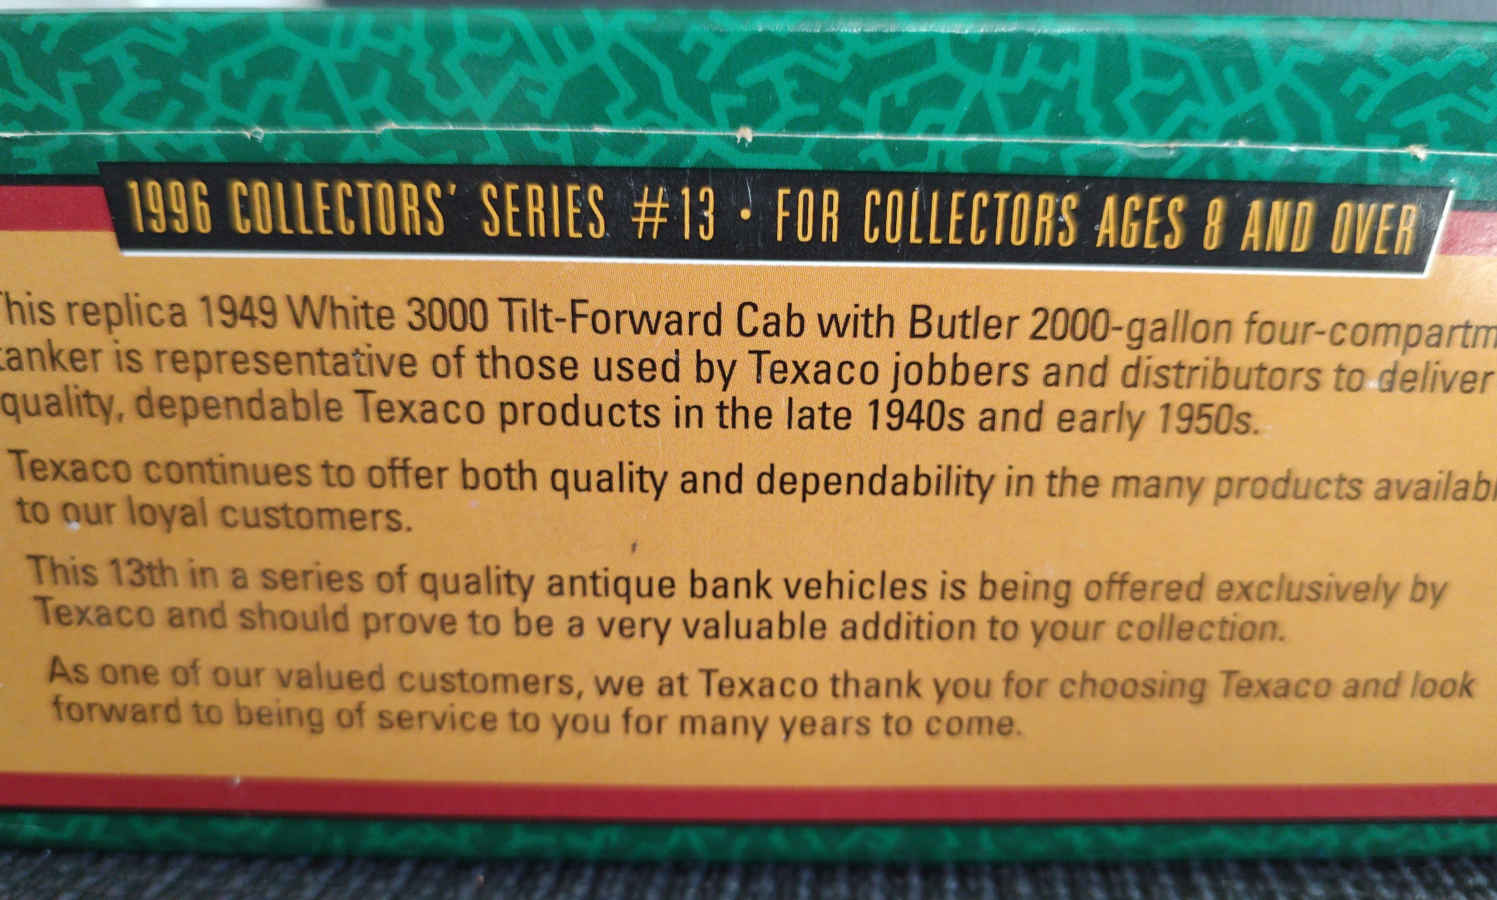 1996 COLLECTORS' SERIES #13 • FOR COLLECTORS AGES 8 AND OVER
This replica 1949 White 3000 Tilt-Forward Cab with Butler 2000-gallon four-compartm
tanker is representative of those used by Texaco jobbers and distributors to deliver
quality, dependable Texaco products in the late 1940s and early 1950s.
Texaco continues to offer both quality and dependability in the many products availabl
to our loyal customers.
This 13th in a series of quality antique bank vehicles is being offered exclusively by
Texaco and should prove to be a very valuable addition to your collection.
As one of our valued customers, we at Texaco thank you for choosing Texaco and look
forward to being of service to you for many years to come.